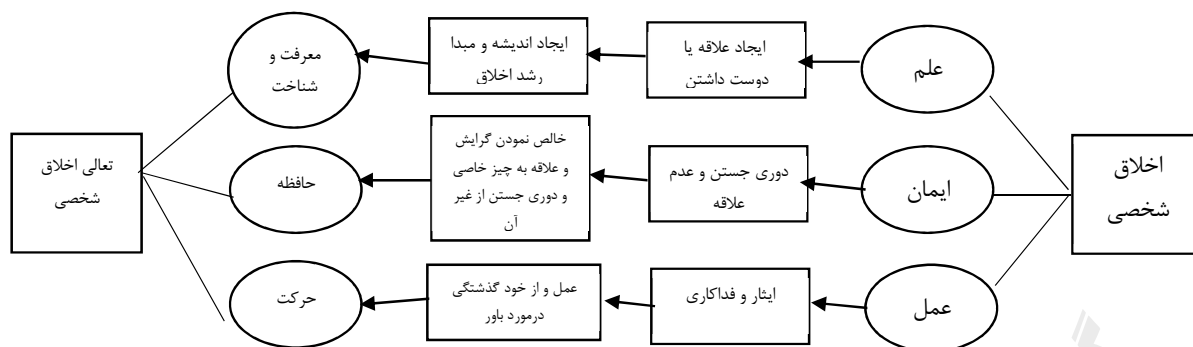 اخلاق
شخصی
علم
ایجاد علاقه یا
دوست داشتن
ایجاد اندیشه و مبدا
رشد اخلاق
معرفت و
شناخت
ایمان
دوری جستن و عدم
علاقه
خالص نمودن گرایش
و علاقه به چیز خاصی
و دوری جستن از غیر
آن
حافظه
عمل
ایثار و فداکاری
عمل و از خود گذشتگی
درمورد باور
حرکت
تعالی اخلاق
شخصی